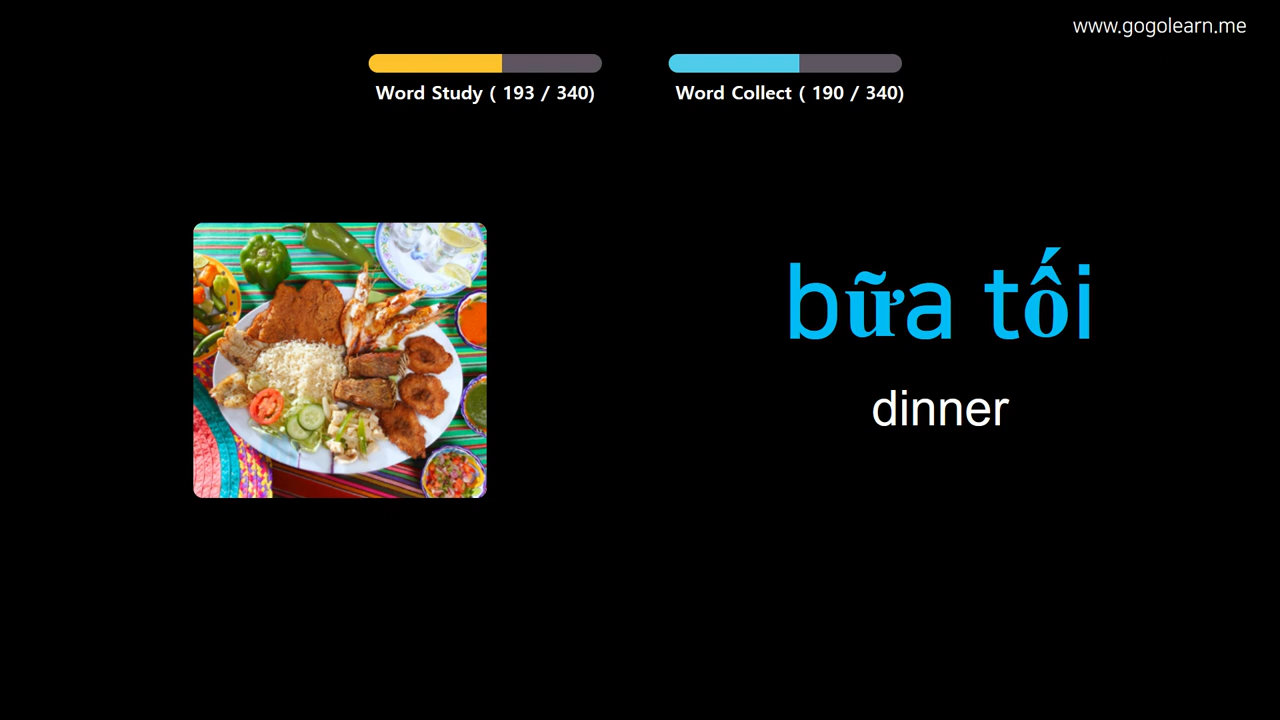 www.gogolearn.me
Word Study ( 193 / 340)
Word Collect ( 190 / 340)
bữa tối
dinner